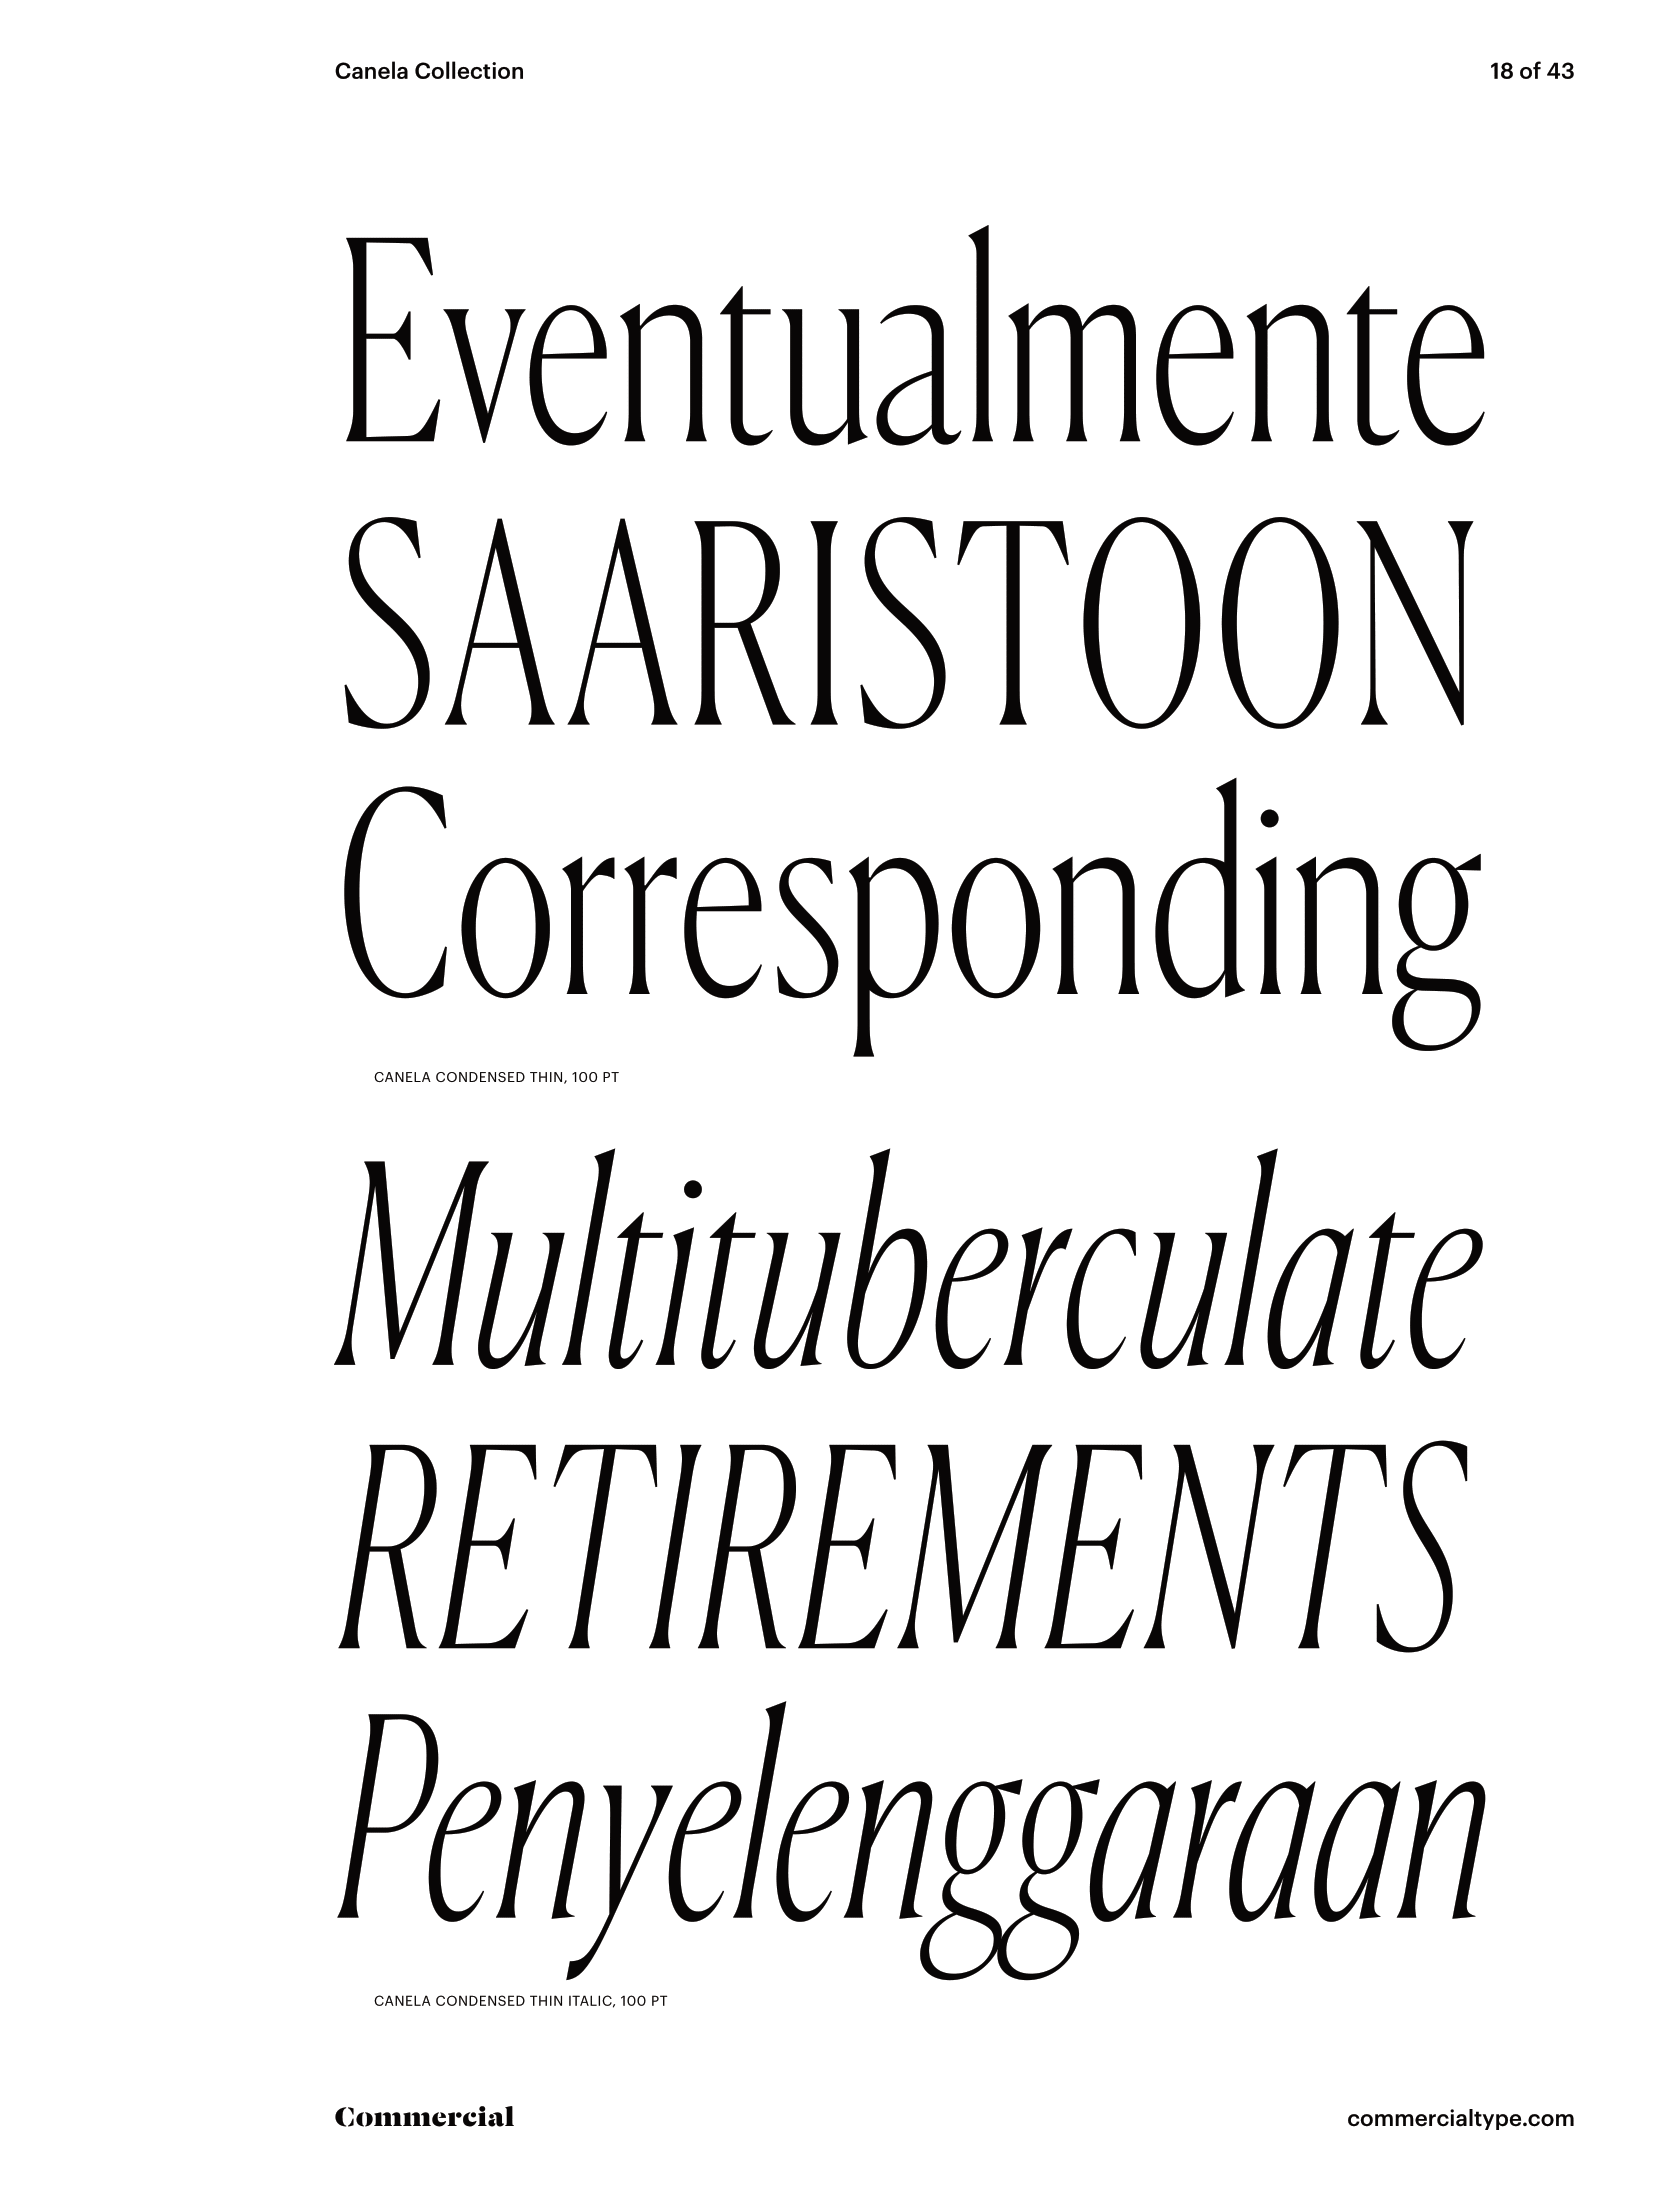 Canela Collection
18 of 43
Eventualmente
SAARISTOON
Corresponding
CANELA CONDENSED THIN, 100 PT
Multituberculate
RETIREMENTS
Penyelenggaraan
CANELA CONDENSED THIN ITALIC, 100 PT
Commercial
commercialtype.com